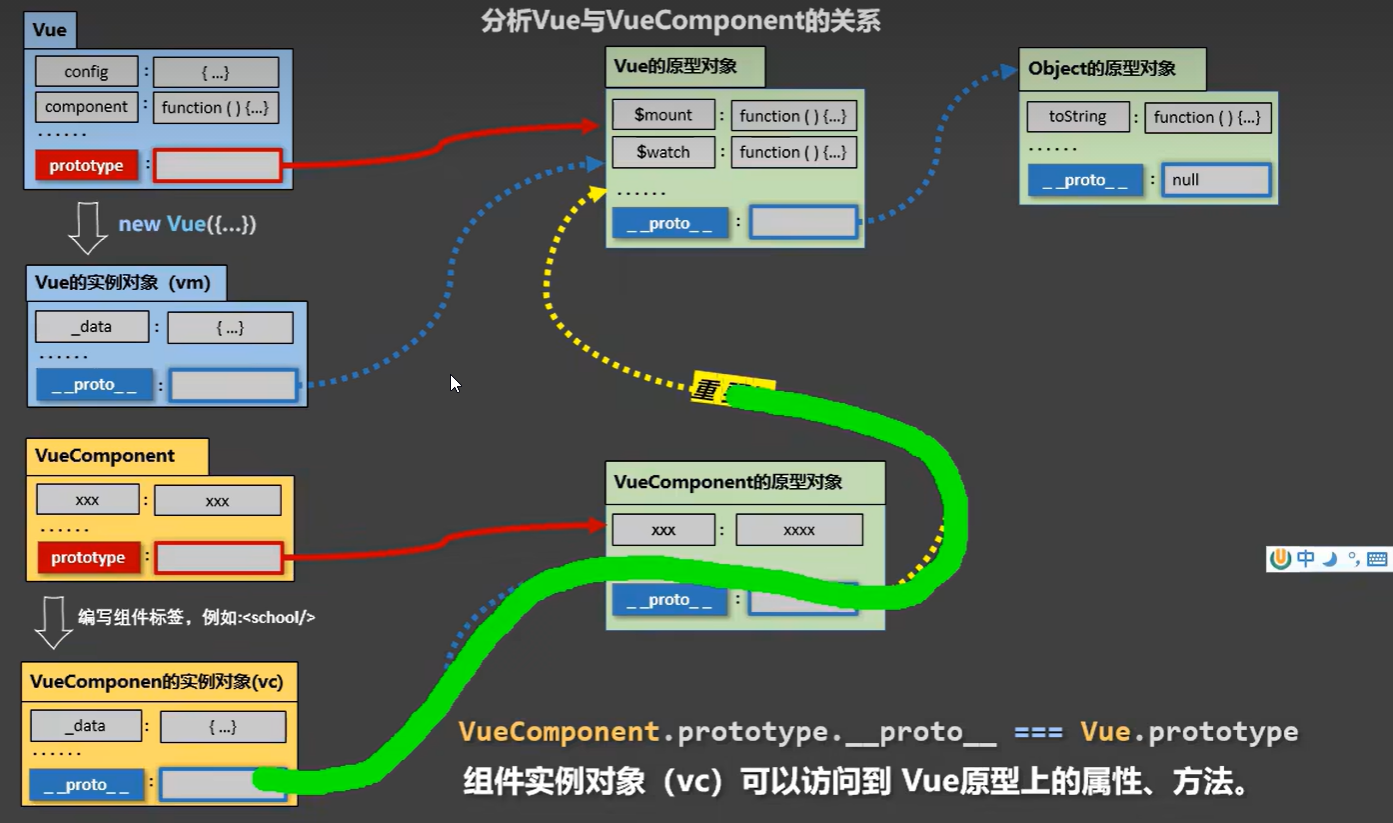 分析Vue与VueComponent的关系
Vue
config : { ...}
component : function ( ) {...}
······
prototype :
new Vue({...})
Vue的实例对象（vm）
_data : { ...}
······
__proto__ :
Vue的原型对象
$mount : function ( ) {...}
$watch : function ( ) {...}
······
__proto__ :
Object的原型对象
toString : function ( ) {...}
······
__proto__ : null
重
VueComponent
xxx : xxx
······
prototype :
编写组件标签，例如:<school/>
VueComponen的实例对象(vc)
_data : { ...}
······
__proto__ :
VueComponent的原型对象
xxx : xxxx
__proto__ :
中
VueComponent.prototype.__proto__ === Vue.prototype
组件实例对象（vc）可以访问到 Vue原型上的属性、方法。